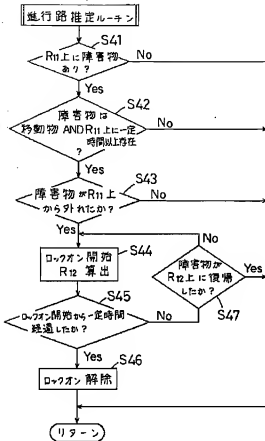 進行路推定ルーチン
S41
R11上に障害物
あり?
No
Yes
S42
障害物は
移動物 AND R11上に一定
時間以上存在
?
No
Yes
S43
障害物がR11上
から外れたか?
No
Yes
No
S44
ロックオン開始
R12 算出
障害物が
R12上に復帰
したか?
Yes
S47
S45
ロックオン開始から一定時間
経過したか?
No
Yes
S46
ロックオン 解除
リターン